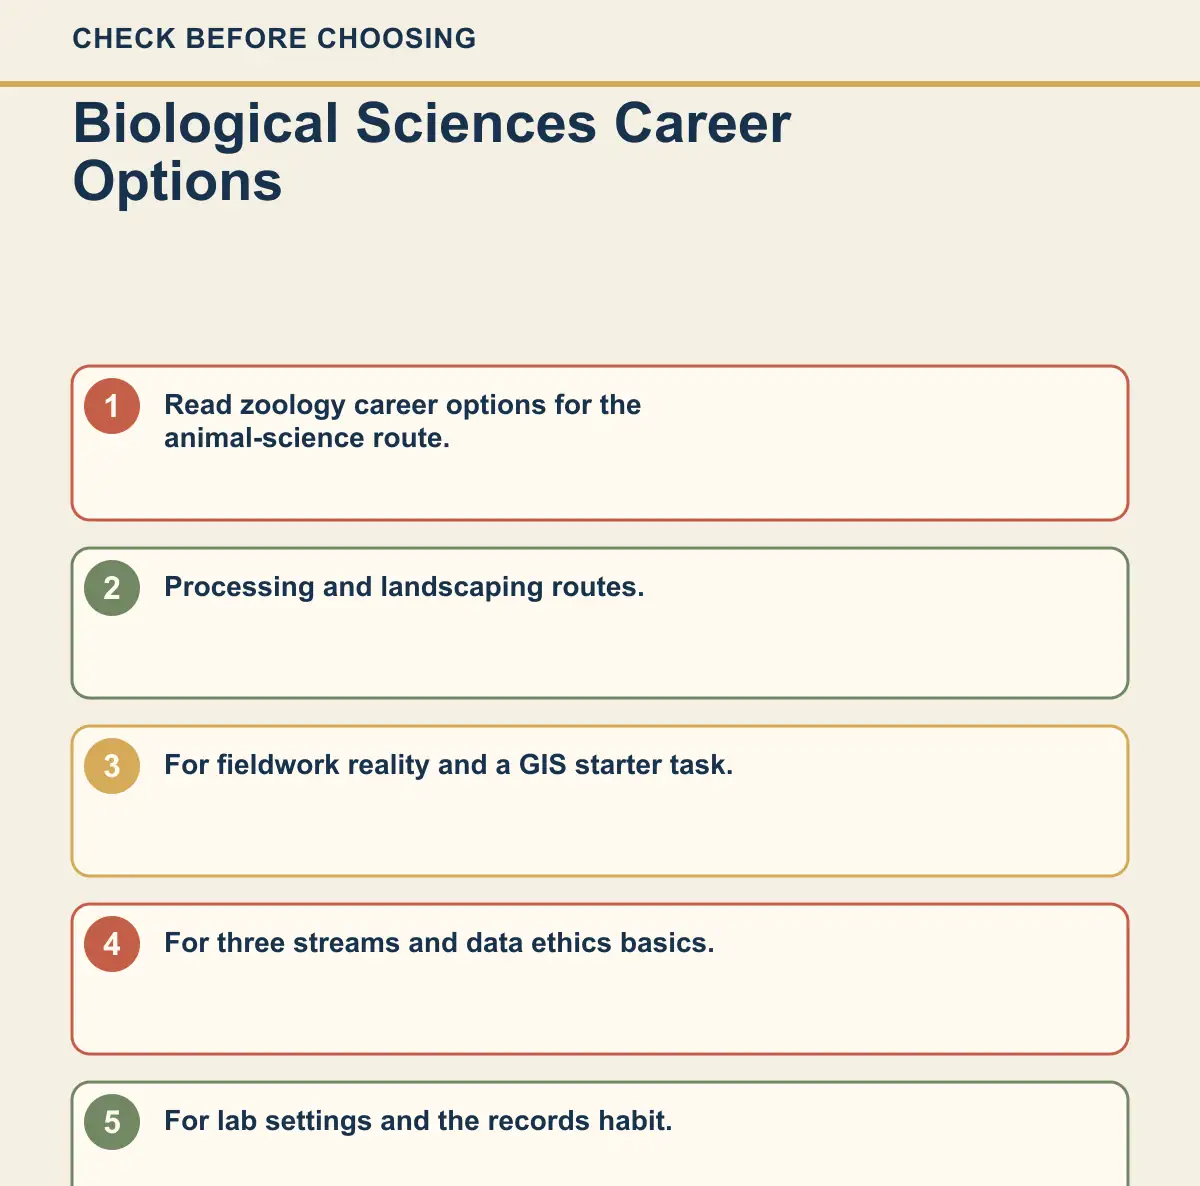 CHECK BEFORE CHOOSING
Biological Sciences Career
Options
1
Read zoology career options for the
animal-science route.
2
Processing and landscaping routes.
3
For fieldwork reality and a GIS starter task.
4
For three streams and data ethics basics.
5
For lab settings and the records habit.